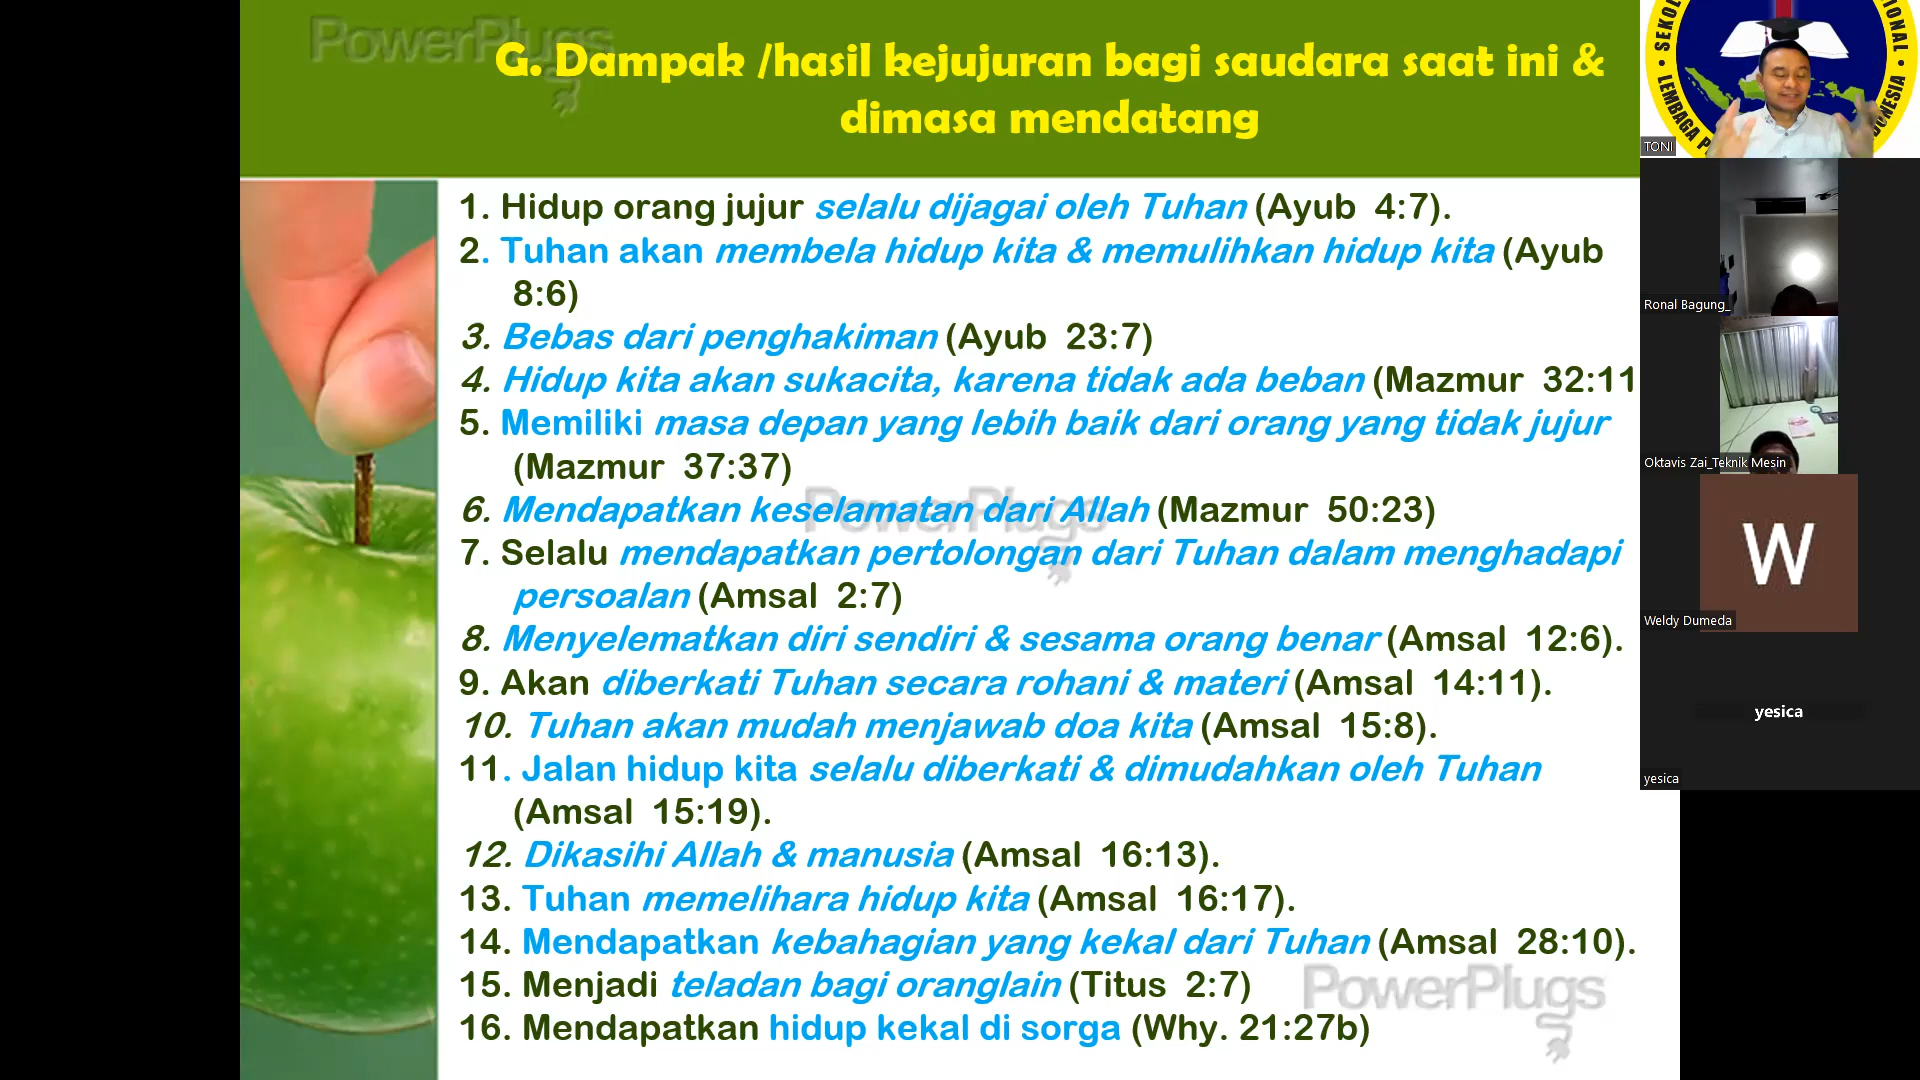 PowerPlugs
G. Dampak /hasil kejujuran bagi saudara saat ini &
dimasa mendatang
1. Hidup orang jujur selalu dijagai oleh Tuhan (Ayub 4:7).
2. Tuhan akan membela hidup kita & memulihkan hidup kita (Ayub
8:6)
3. Bebas dari penghakiman (Ayub 23:7)
4. Hidup kita akan sukacita, karena tidak ada beban (Mazmur 32:11
5. Memiliki masa depan yang lebih baik dari orang yang tidak jujur
(Mazmur 37:37)
PowerPlugs
6. Mendapatkan keselamatan dari Allah (Mazmur 50:23)
7. Selalu mendapatkan pertolongan dari Tuhan dalam menghadapi
persoalan (Amsal 2:7)
8. Menyelematkan diri sendiri & sesama orang benar (Amsal 12:6).
9. Akan diberkati Tuhan secara rohani & materi (Amsal 14:11).
10. Tuhan akan mudah menjawab doa kita (Amsal 15:8).
11. Jalan hidup kita selalu diberkati & dimudahkan oleh Tuhan
(Amsal 15:19).
12. Dikasihi Allah & manusia (Amsal 16:13).
13. Tuhan memelihara hidup kita (Amsal 16:17).
14. Mendapatkan kebahagian yang kekal dari Tuhan (Amsal 28:10).
15. Menjadi teladan bagi oranglain (Titus 2:7)
PowerPlugs
16. Mendapatkan hidup kekal di sorga (Why. 21:27b)
TONI
Ronal Bagung_
Oktavis Zai_Teknik Mesin
W
Weldy Dumeda
yesica
yesica